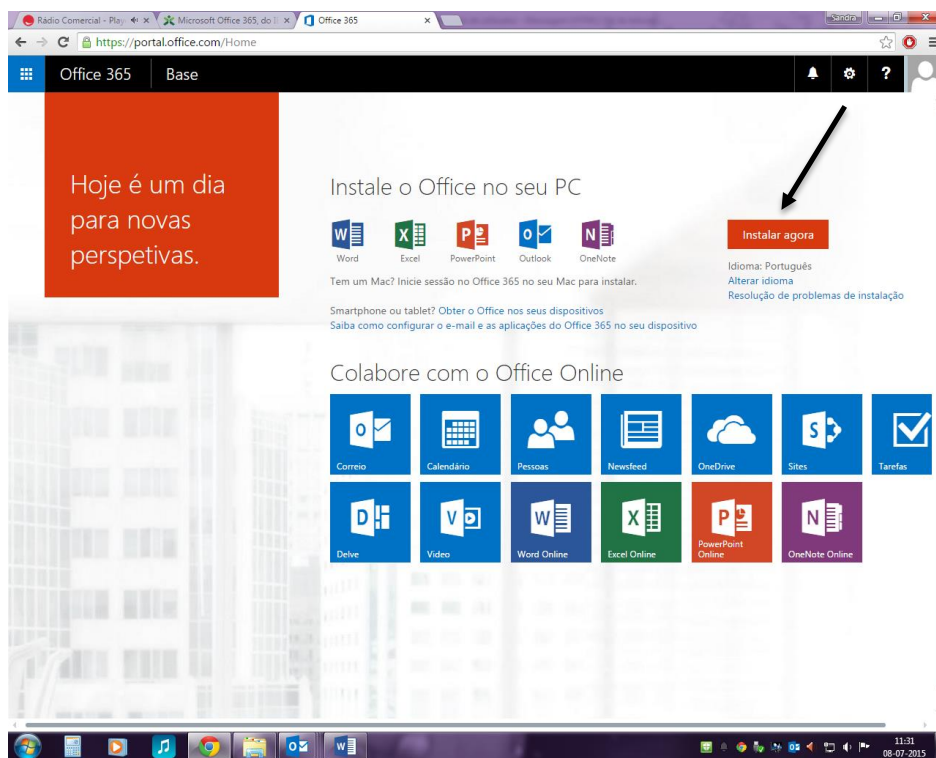 Rádio Comercial - Play
Microsoft Office 365, do
Office 365
Sandra
https://portal.office.com/Home
Office 365
Base
?
Hoje é um dia
para novas
perspetivas.
Instale o Office no seu PC
Word
Excel
PowerPoint
Outlook
OneNote
Instalar agora
Tem um Mac? Inicie sessão no Office 365 no seu Mac para instalar.
Idioma: Português
Alterar idioma
Resolução de problemas de instalação
Smartphone ou tablet? Obter o Office nos seus dispositivos
Saiba como configurar o e-mail e as aplicações do Office 365 no seu dispositivo
Colabore com o Office Online
Correio
Calendário
Pessoas
Newsfeed
OneDrive
Sites
Tarefas
Delve
Video
Word Online
Excel Online
PowerPoint
Online
OneNote Online
11:31
08-07-2015